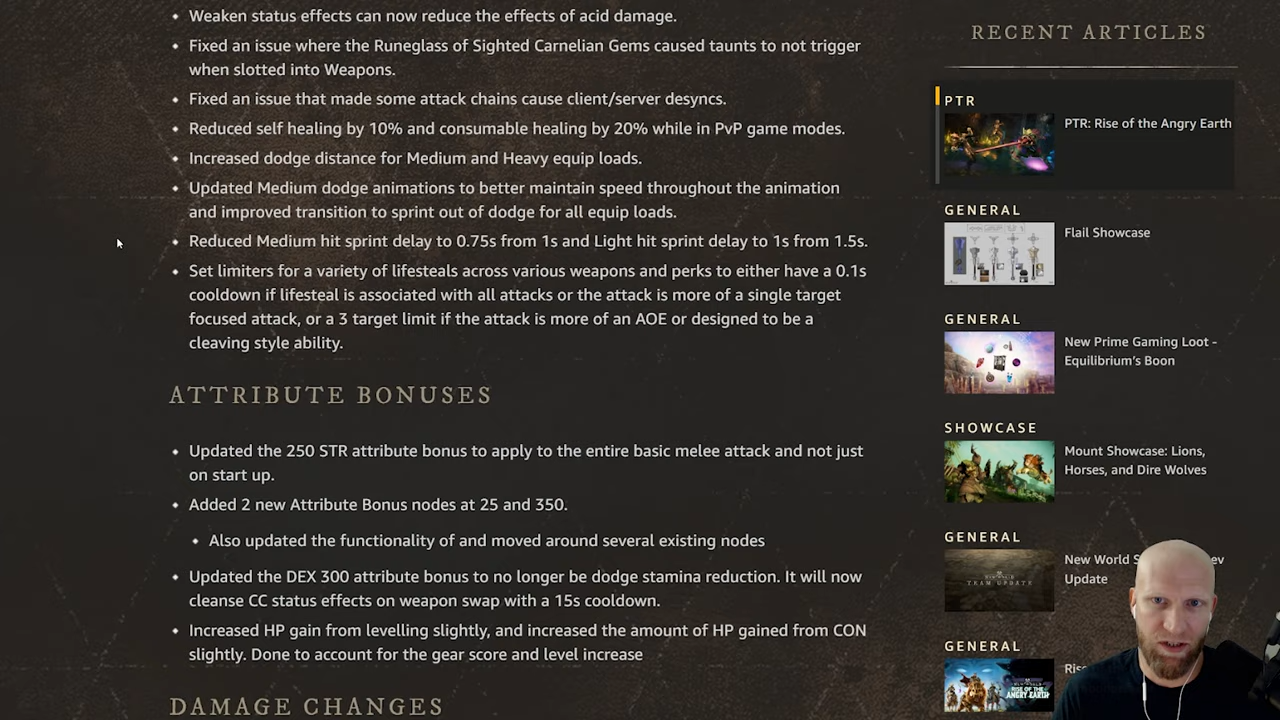 Weaken status effects can now reduce the effects of acid damage.
Fixed an issue where the Runeglass of Sighted Carnelian Gems caused taunts to not trigger
when slotted into Weapons.
Fixed an issue that made some attack chains cause client/server desyncs.
Reduced self healing by 10% and consumable healing by 20% while in PvP game modes.
Increased dodge distance for Medium and Heavy equip loads.
Updated Medium dodge animations to better maintain speed throughout the animation
and improved transition to sprint out of dodge for all equip loads.
Reduced Medium hit sprint delay to 0.75s from 1s and Light hit sprint delay to 1s from 1.5s.
Set limiters for a variety of lifesteals across various weapons and perks to either have a 0.1s
cooldown if lifesteal is associated with all attacks or the attack is more of a single target
focused attack, or a 3 target limit if the attack is more of an AOE or designed to be a
cleaving style ability.
ATTRIBUTE BONUSES
Updated the 250 STR attribute bonus to apply to the entire basic melee attack and not just
on start up.
Added 2 new Attribute Bonus nodes at 25 and 350.
Also updated the functionality of and moved around several existing nodes
Updated the DEX 300 attribute bonus to no longer be dodge stamina reduction. It will now
cleanse CC status effects on weapon swap with a 15s cooldown.
Increased HP gain from levelling slightly, and increased the amount of HP gained from CON
slightly. Done to account for the gear score and level increase
DAMAGE CHANGES
RECENT ARTICLES
PTR
PTR: Rise of the Angry Earth
GENERAL
Flail Showcase
GENERAL
New Prime Gaming Loot -
Equilibrium's Boon
SHOWCASE
Mount Showcase: Lions,
Horses, and Dire Wolves
GENERAL
New World
Update
TEAM UPDATE
GENERAL
RISE OF THE
ANGRY EARTH